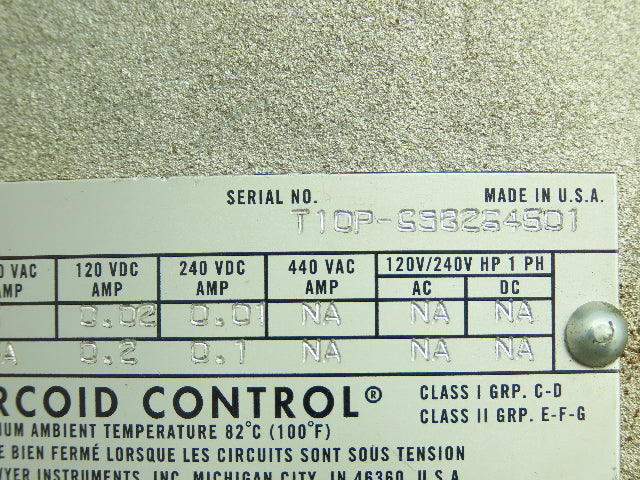 SERIAL NO. MADE IN U.S.A.
120 VDC 240 VDC 440 VAC 120V/240V HP 1 PH
AMP AMP AMP AC DC
0.02 0.01 NA NA NA
0.2 0.1 NA NA NA
RCOID CONTROL® CLASS I GRP. C-D
CLASS II GRP. E-F-G
UM AMBIENT TEMPERATURE 82°C (100°F)
E BIEN FERMÉ LORSQUE LES CIRCUITS SONT SOUS TENSION
WYER INSTRUMENTS, INC. MICHIGAN CITY, IN 46360, U.S.A.